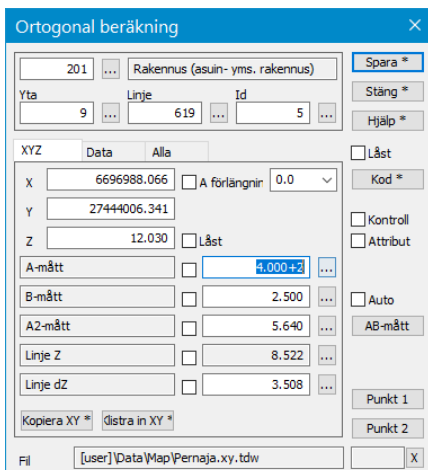 Ortogonal beräkning
201 ... Rakennus (asuin- yms. rakennus) Spara *
Yta Linje Id Stäng *
9 ... 619 ... 5 ... Hjälp *
XYZ Data Alla Låst
X 6696988.066 A förlängnin 0.0 Kod *
Y 27444006.341 Kontroll
Z 12.030 Låst Attribut
A-mått 4.000+2 ...
B-mått 2.500 ... Auto
A2-mått 5.640 ... AB-mått
Linje Z 8.522 ...
Linje dZ 3.508 ...
Punkt 1
Kopiera XY * listra in XY * Punkt 2
Fil [user]\Data\Map\Pernaja.xy.tdw X